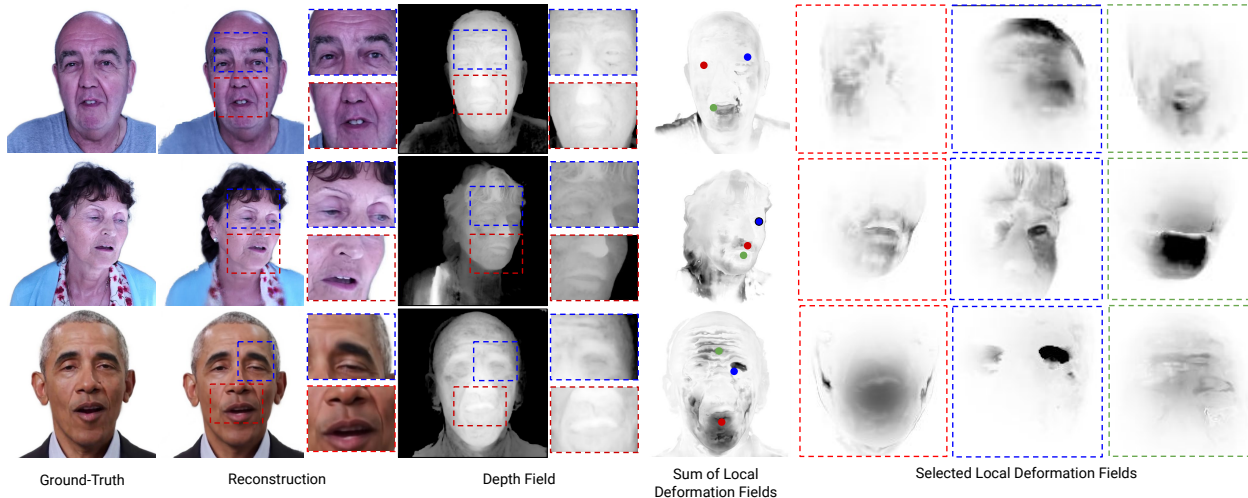 Ground-Truth
Reconstruction
Depth Field
Sum of Local
Deformation Fields
Selected Local Deformation Fields